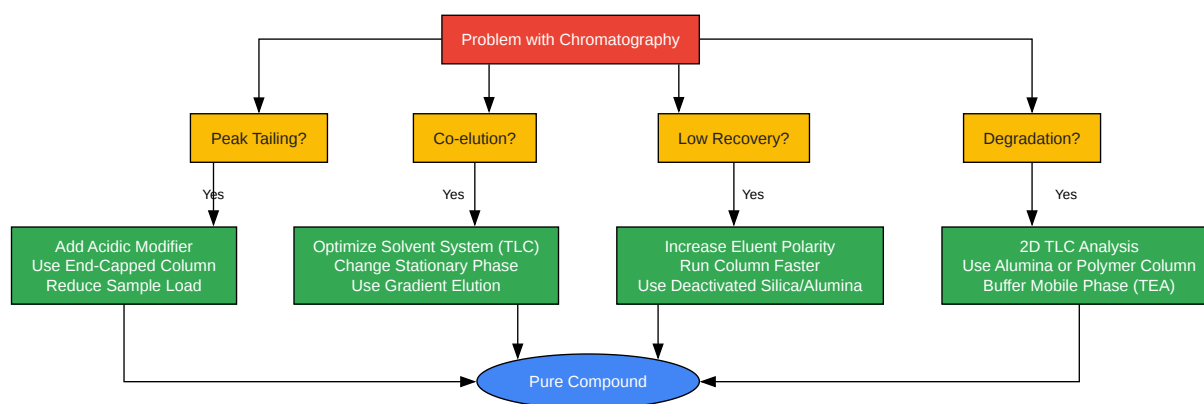 Problem with Chromatography
Peak Tailing?
Co-elution?
Low Recovery?
Degradation?
Yes
Yes
Yes
Yes
Add Acidic Modifier
Use End-Capped Column
Reduce Sample Load
Optimize Solvent System (TLC)
Change Stationary Phase
Use Gradient Elution
Increase Eluent Polarity
Run Column Faster
Use Deactivated Silica/Alumina
2D TLC Analysis
Use Alumina or Polymer Column
Buffer Mobile Phase (TEA)
Pure Compound